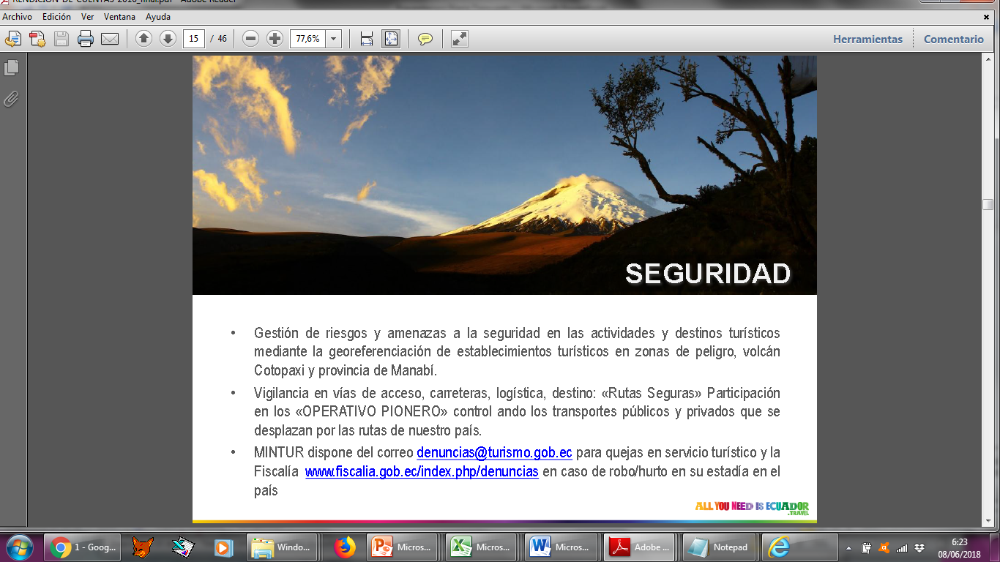 RENDICION DE CUENTAS 2016_final.pdf - Adobe Reader
Archivo Edición Ver Ventana Ayuda
15 / 46 77,6% Herramientas Comentario
SEGURIDAD
• Gestión de riesgos y amenazas a la seguridad en las actividades y destinos turísticos
mediante la georeferenciación de establecimientos turísticos en zonas de peligro, volcán
Cotopaxi y provincia de Manabí.
• Vigilancia en vías de acceso, carreteras, logística, destino: «Rutas Seguras» Participación
en los «OPERATIVO PIONERO» control ando los transportes públicos y privados que se
desplazan por las rutas de nuestro país.
• MINTUR dispone del correo denuncias@turismo.gob.ec para quejas en servicio turístico y la
Fiscalía www.fiscalia.gob.ec/index.php/denuncias en caso de robo/hurto en su estadía en el
país
ALL YOU NEED IS ECUADOR
.TRAVEL
1 - Goog... Windo... Micros... Micros... Micros... Adobe ... Notepad 6:23
08/06/2018